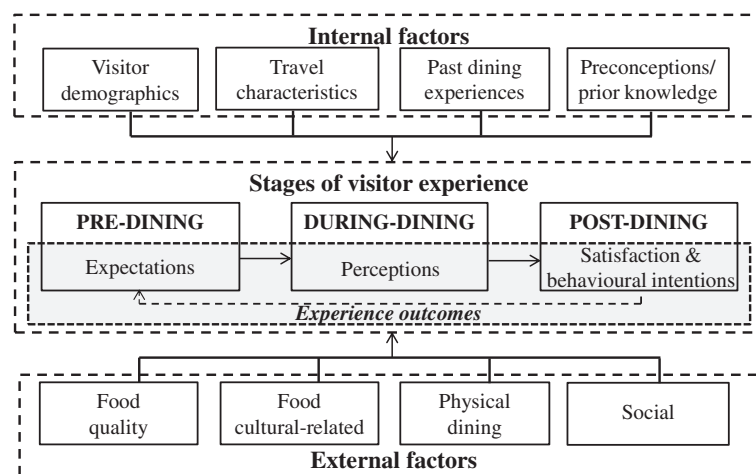 Internal factors
Visitor
demographics
Travel
characteristics
Past dining
experiences
Preconceptions/
prior knowledge
Stages of visitor experience
PRE-DINING
Expectations
DURING-DINING
Perceptions
POST-DINING
Satisfaction &
behavioural intentions
Experience outcomes
Food
quality
Food
cultural-related
Physical
dining
Social
External factors